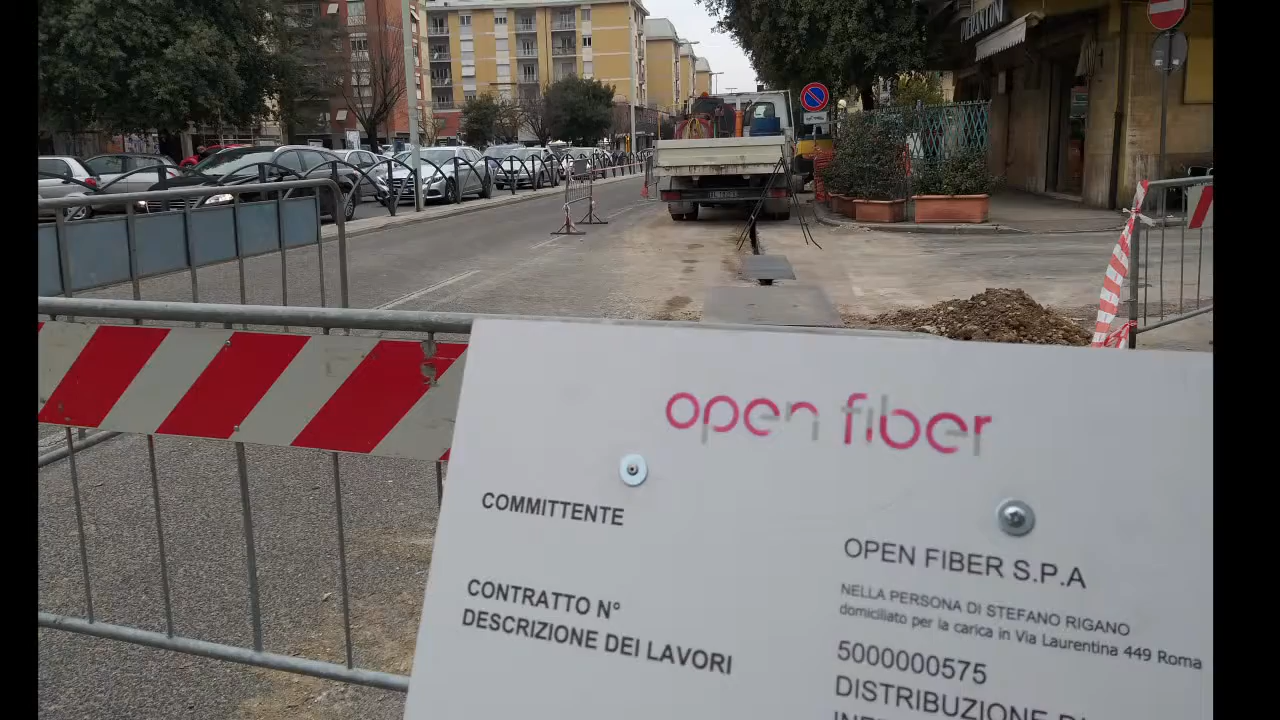 PIERANTONI
open fiber
COMMITTENTE
OPEN FIBER S.P.A
NELLA PERSONA DI STEFANO RIGANO
domiciliato per la carica in Via Laurentina 449 Roma
CONTRATTO N°
5000000575
DESCRIZIONE DEI LAVORI
DISTRIBUZIONE